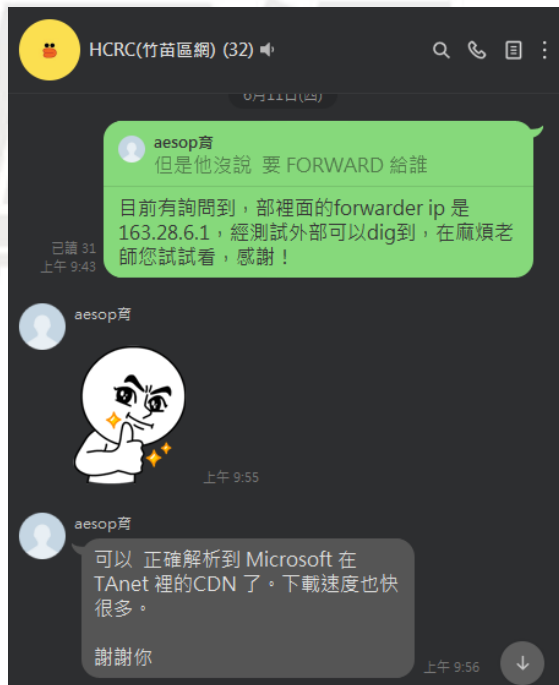 HCRC(竹苗區網) (32)
6月11日(四)
aesop育
但是他沒說 要 FORWARD 給誰
目前有詢問到，部裡面的forwarder ip 是
163.28.6.1，經測試外部可以dig到，在麻煩老
師您試試看，感謝！
已讀 31
上午 9:43
aesop育
上午 9:55
aesop育
可以 正確解析到 Microsoft 在
TAnet 裡的CDN 了。下載速度也快
很多。
謝謝你
上午 9:56